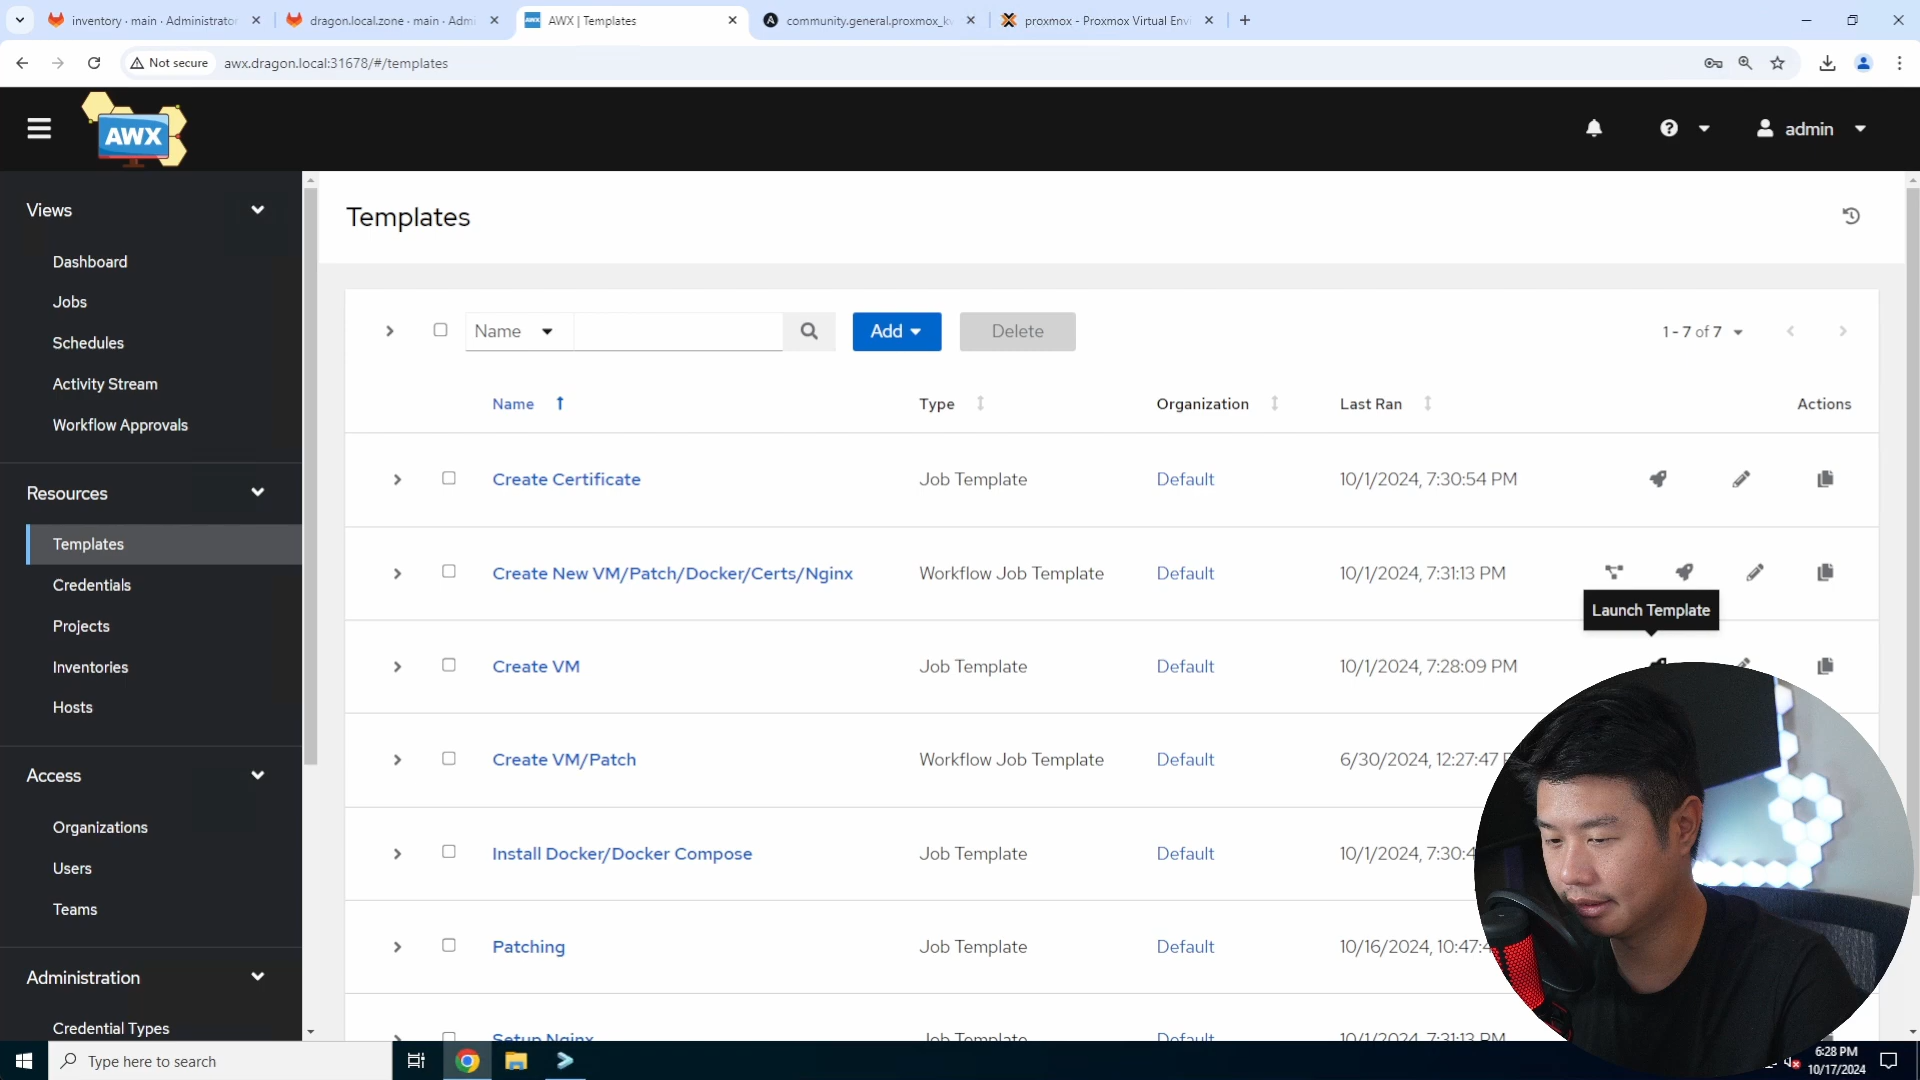 inventory · main · Administrator
dragon.local.zone · main · Admi
AWX | Templates
community.general.proxmox_kv
proxmox - Proxmox Virtual Envi
Not secure
awx.dragon.local:31678/#/templates
AWX
admin
Views
Dashboard
Jobs
Schedules
Activity Stream
Workflow Approvals
Resources
Templates
Credentials
Projects
Inventories
Hosts
Access
Organizations
Users
Teams
Administration
Credential Types
Templates
Name
Add
Delete
1 - 7 of 7
Name Type Organization Last Ran Actions
Create Certificate Job Template Default 10/1/2024, 7:30:54 PM
Create New VM/Patch/Docker/Certs/Nginx Workflow Job Template Default 10/1/2024, 7:31:13 PM
Launch Template
Create VM Job Template Default 10/1/2024, 7:28:09 PM
Create VM/Patch Workflow Job Template Default 6/30/2024, 12:27:47 P
Install Docker/Docker Compose Job Template Default 10/1/2024, 7:30:4
Patching Job Template Default 10/16/2024, 10:47:4
Setup Nginx Job Template Default 10/1/2024, 7:31:13 PM
Type here to search
6:28 PM
10/17/2024